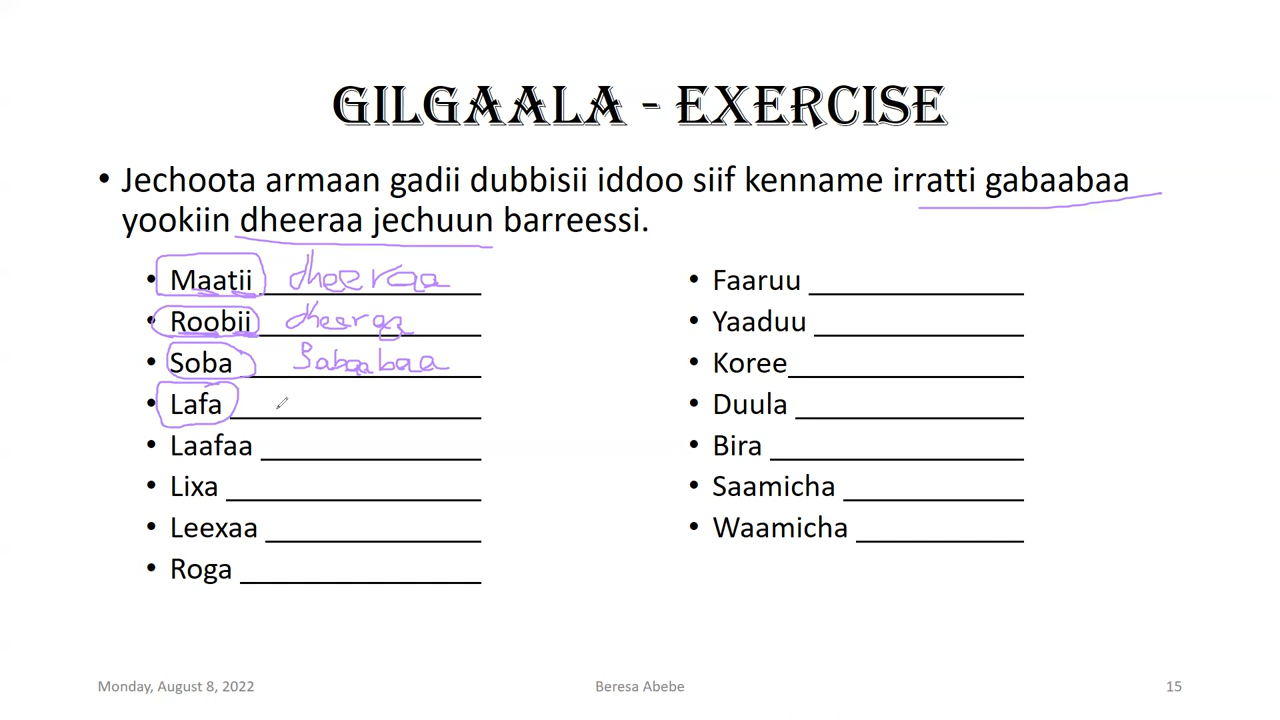 GILGAALA - EXERCISE
• Jechoota armaan gadii dubbisii iddoo siif kenname irratti gabaabaa
yookiin dheeraa jechuun barreessi.
• Maatii dheeraa
• Roobii dheeraa
• Soba gabaabaa
• Lafa
• Laafaa
• Lixa
• Leexaa
• Roga
• Faaruu
• Yaaduu
• Koree
• Duula
• Bira
• Saamicha
• Waamicha
Monday, August 8, 2022
Beresa Abebe
15